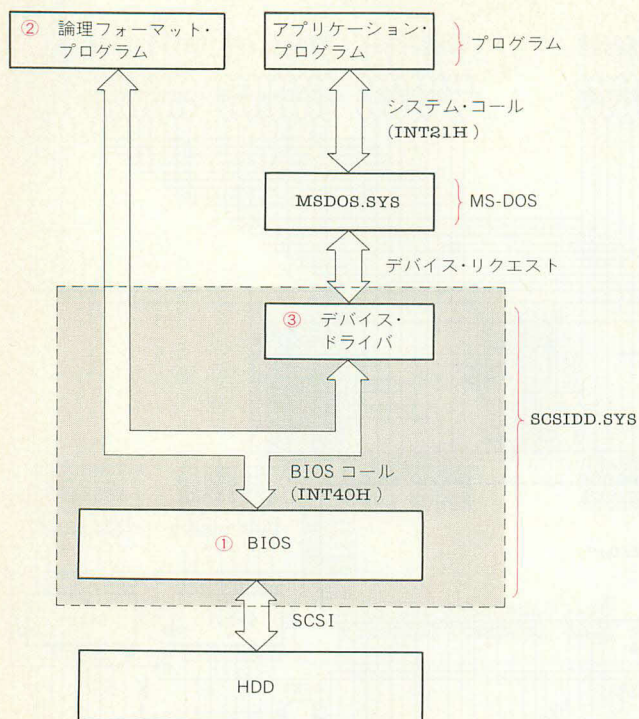 ② 論理フォーマット・
プログラム
アプリケーション・
プログラム
プログラム
システム・コール
(INT21H)
MSDOS.SYS
MS-DOS
デバイス・リクエスト
③ デバイス・
ドライバ
SCSIDD.SYS
BIOS コール
(INT40H)
① BIOS
SCSI
HDD